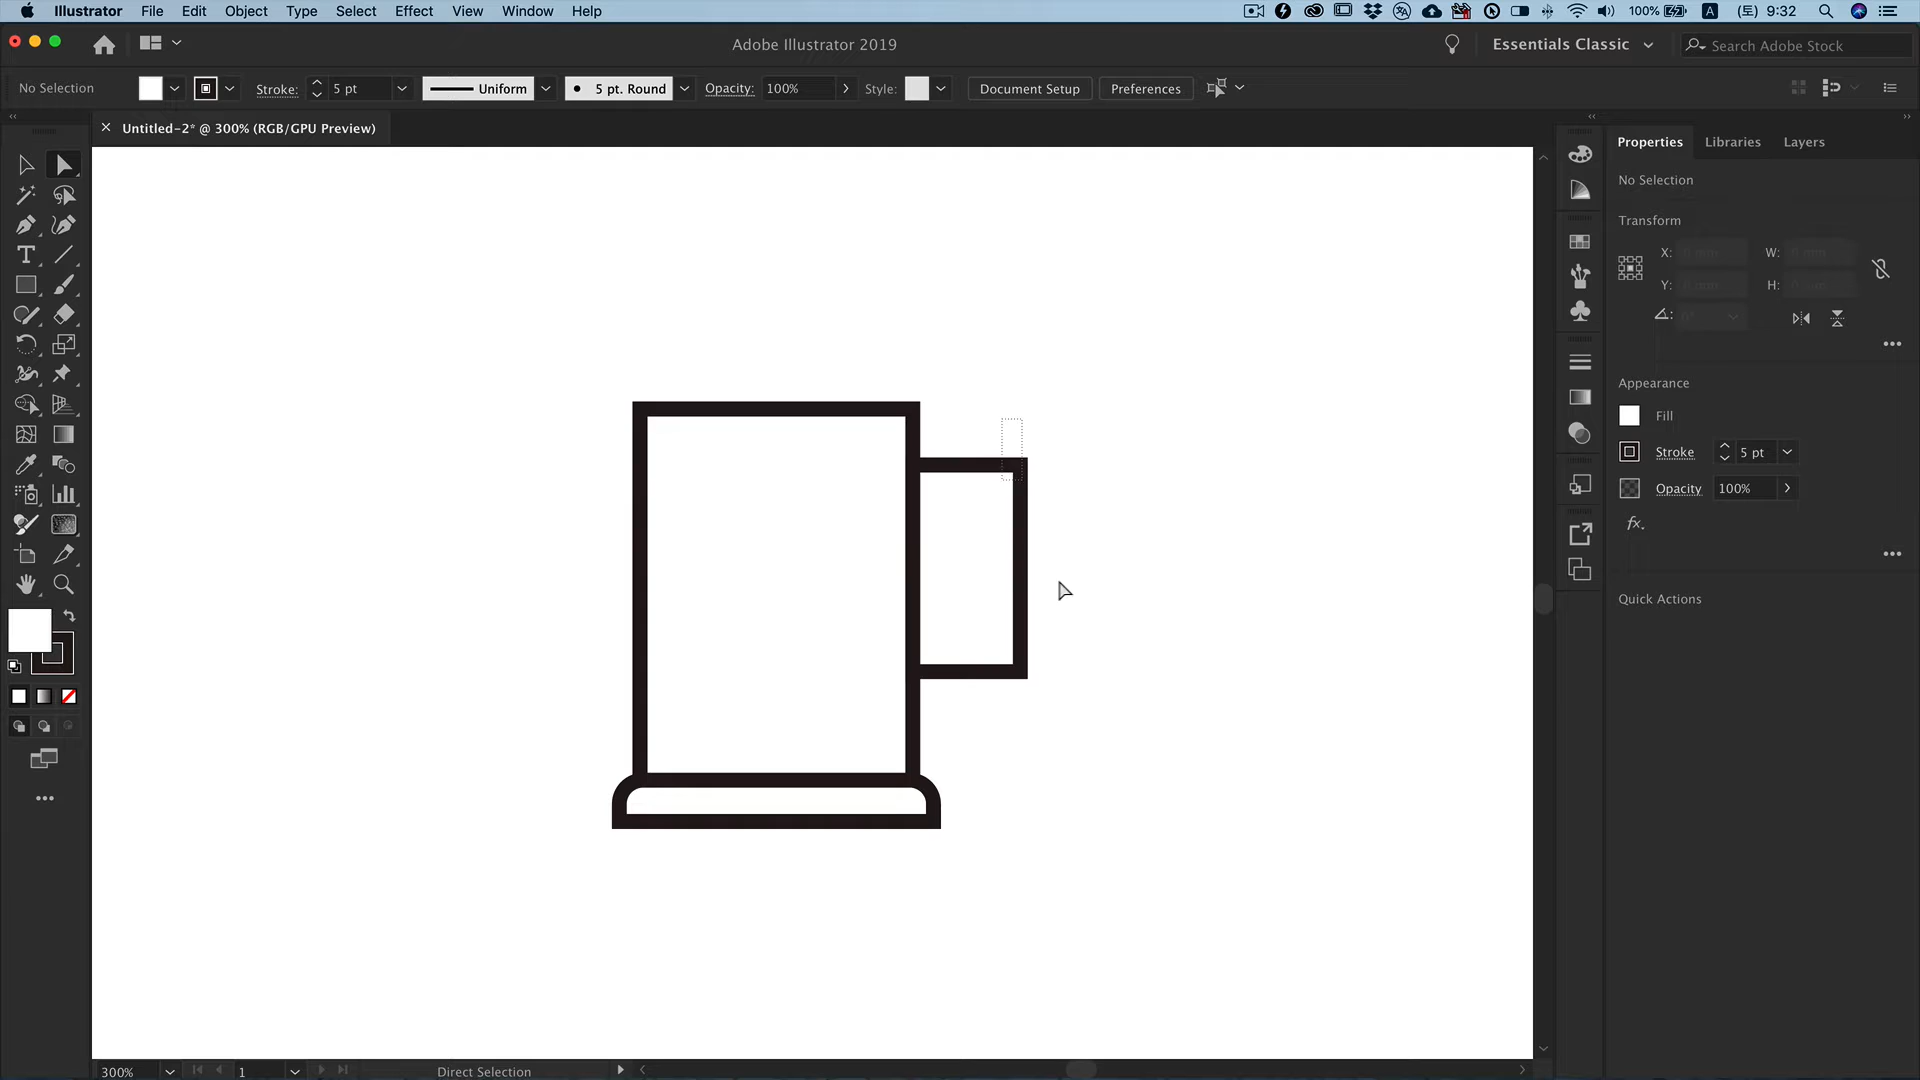 Illustrator File Edit Object Type Select Effect View Window Help 100% A (토) 9:32
Adobe Illustrator 2019 Essentials Classic Search Adobe Stock
No Selection Stroke: 5 pt Uniform 5 pt. Round Opacity: 100% Style: Document Setup Preferences
Untitled-2* @ 300% (RGB/GPU Preview)
Properties Libraries Layers
No Selection
Transform
X: W:
Y: H:
Appearance
Fill
Stroke 5 pt
Opacity 100%
fx.
Quick Actions
300% 1 Direct Selection